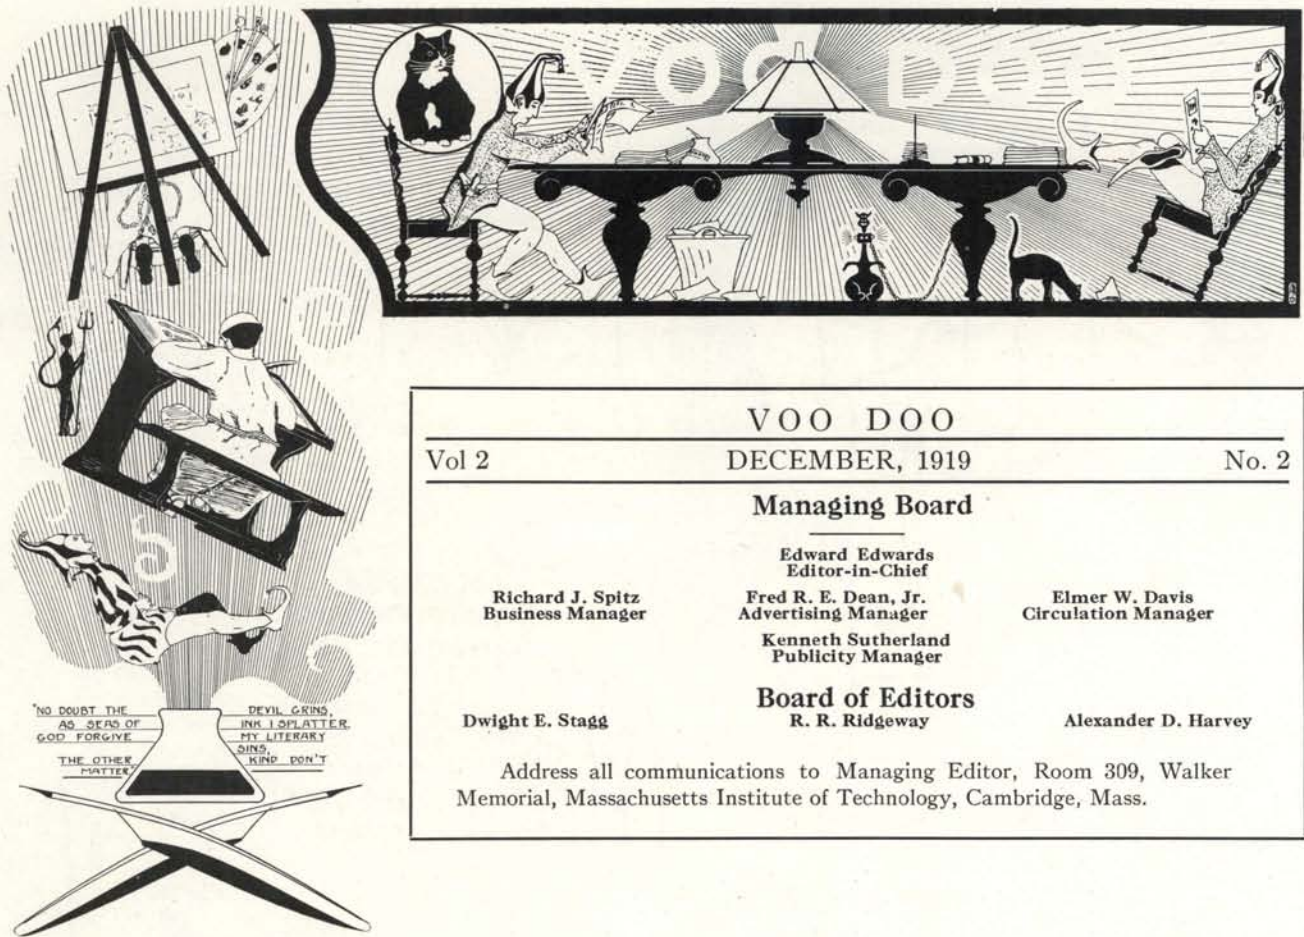 VOO DOO
"NO DOUBT THE DEVIL GRINS,
AS SEAS OF INK I SPLATTER
GOD FORGIVE MY LITERARY
SINS,
THE OTHER KIND DON'T
MATTER"
VOO DOO
Vol 2 DECEMBER, 1919 No. 2
Managing Board
Edward Edwards
Editor-in-Chief
Richard J. Spitz Fred R. E. Dean, Jr. Elmer W. Davis
Business Manager Advertising Manager Circulation Manager
Kenneth Sutherland
Publicity Manager
Board of Editors
Dwight E. Stagg R. R. Ridgeway Alexander D. Harvey
Address all communications to Managing Editor, Room 309, Walker
Memorial, Massachusetts Institute of Technology, Cambridge, Mass.